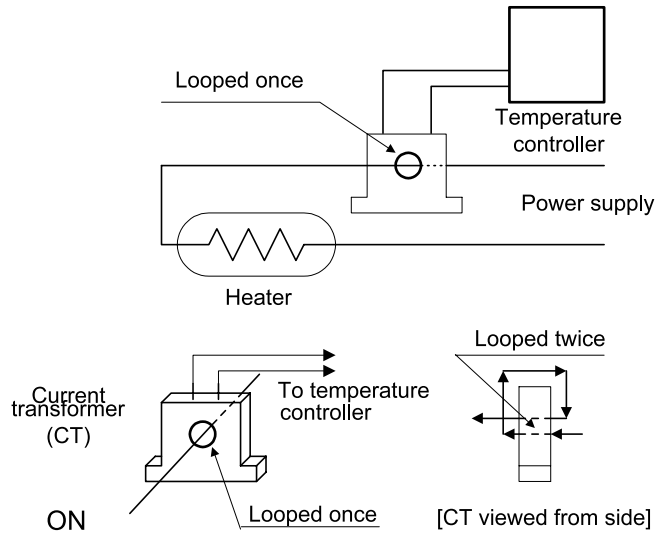 Looped once
Temperature
controller
Power supply
Heater
Looped twice
Current
transformer
(CT)
To temperature
controller
ON
Looped once
[CT viewed from side]